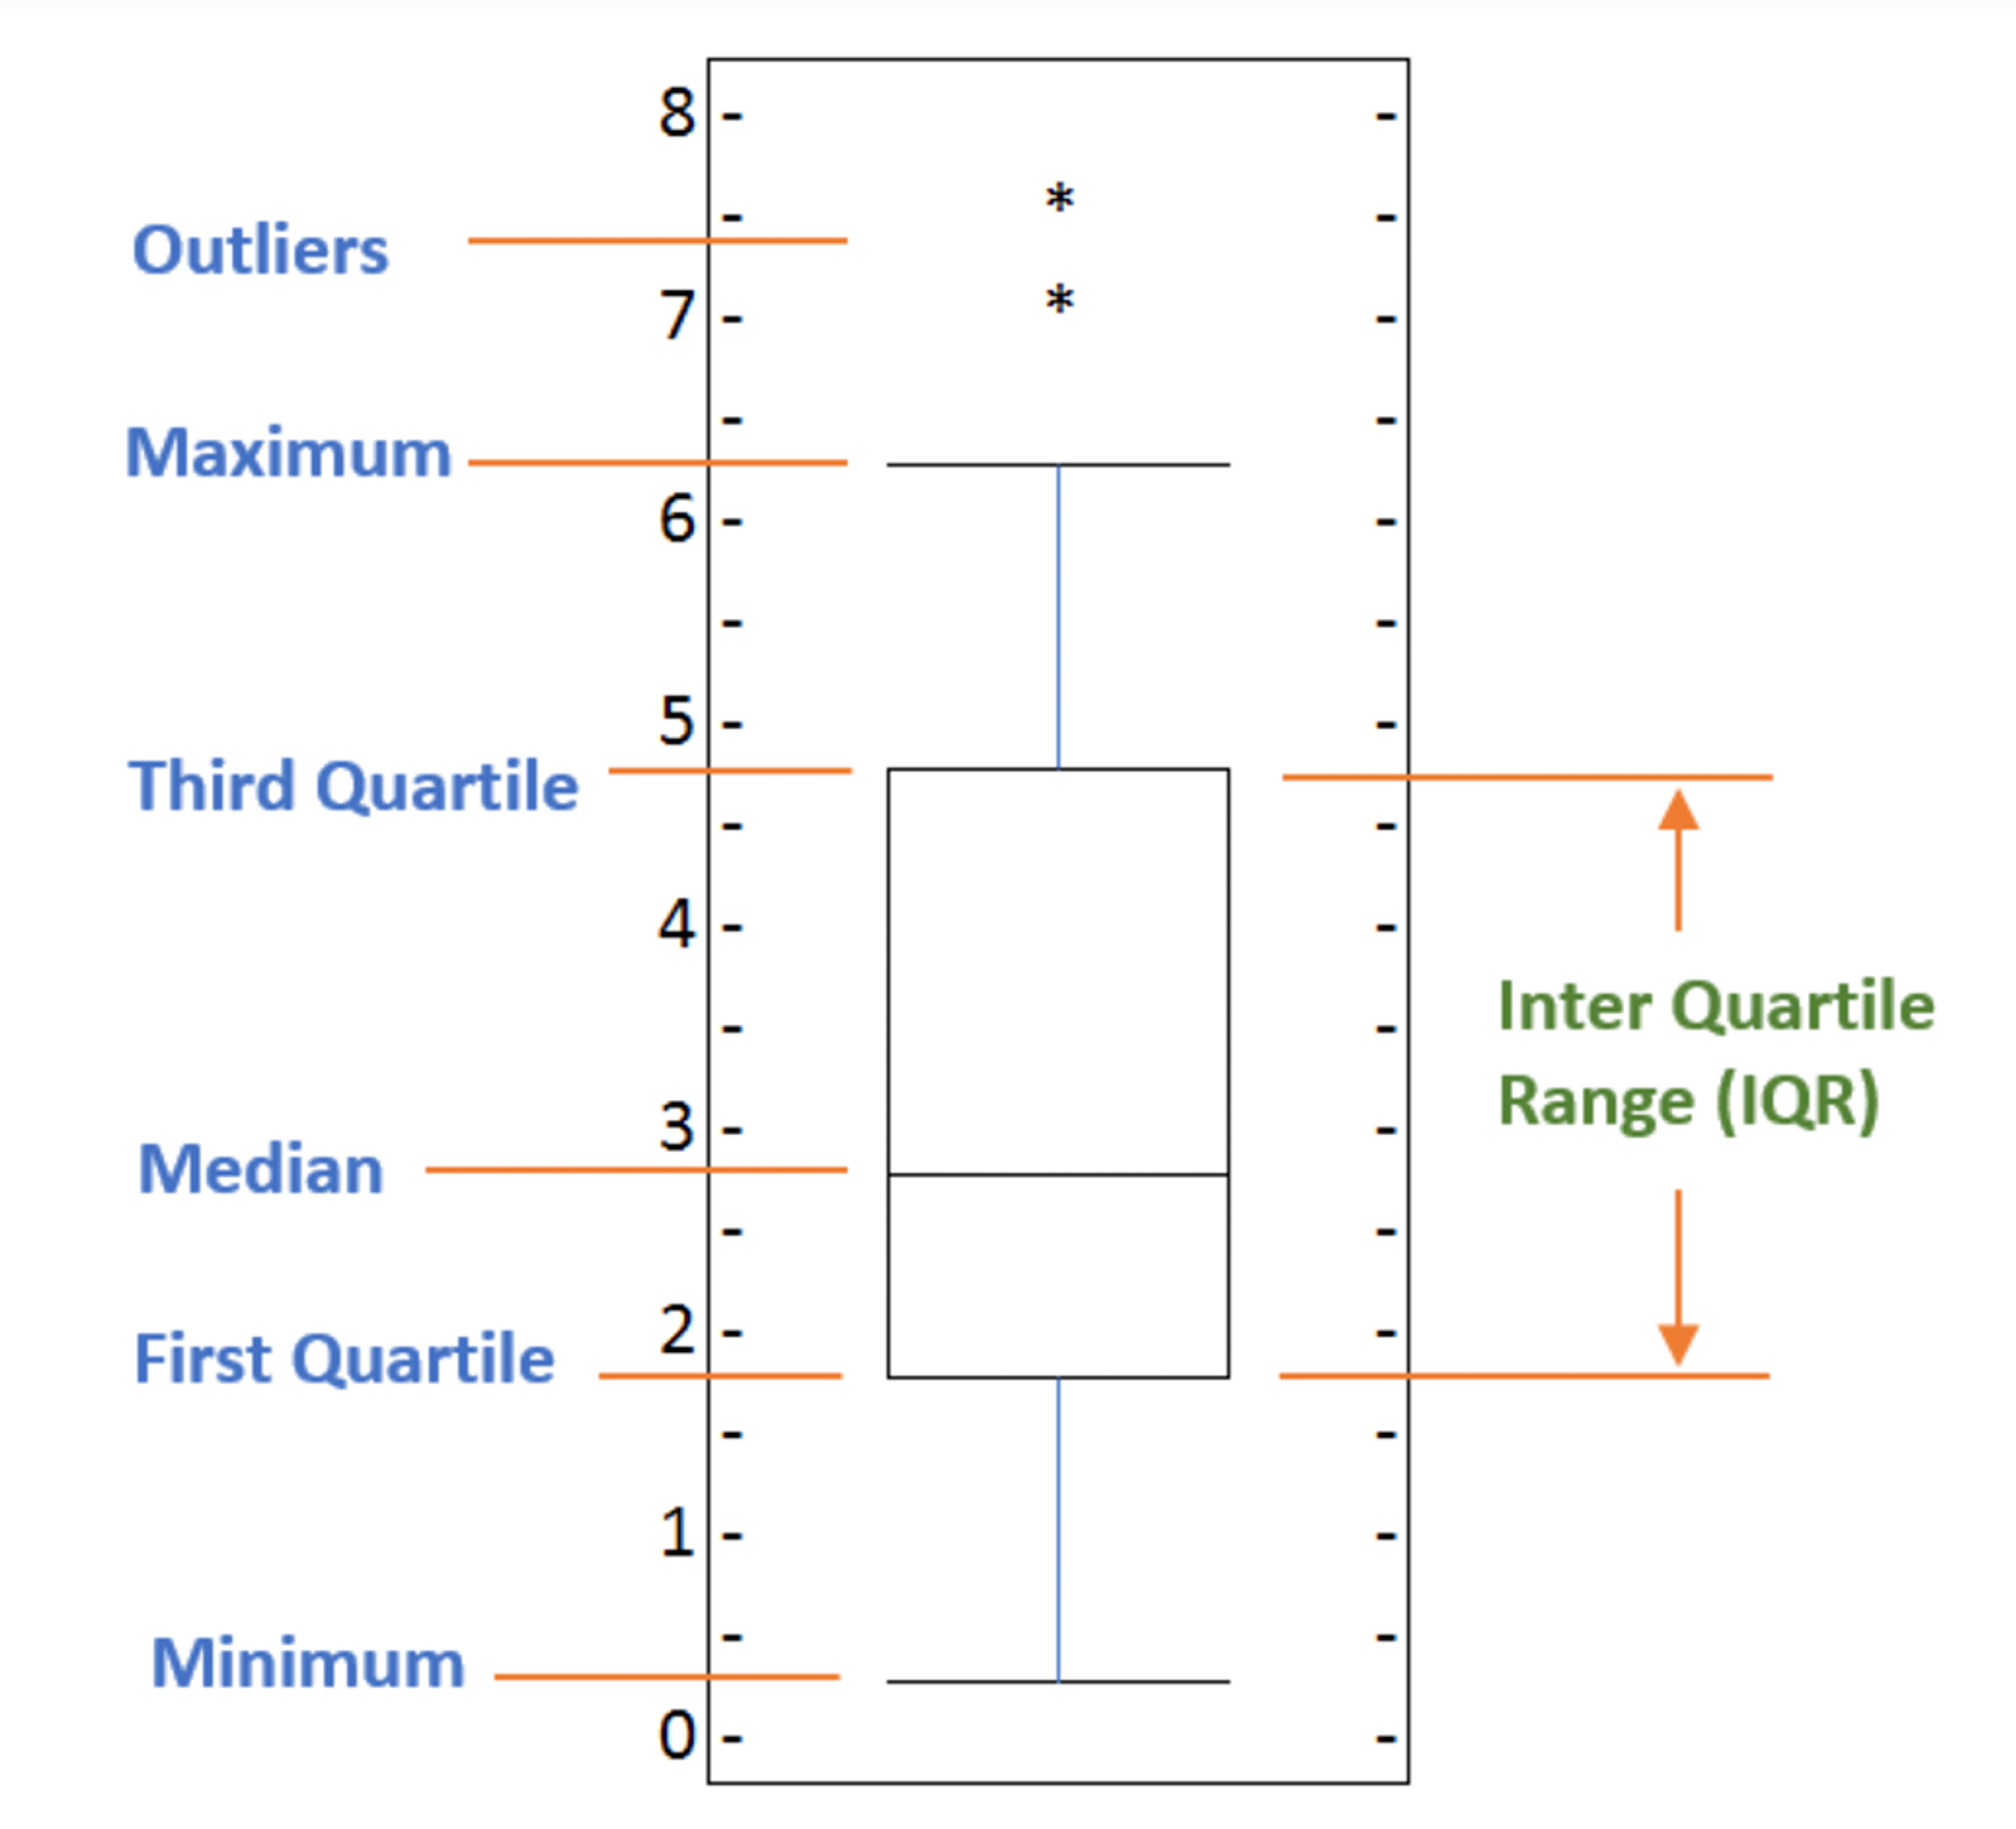 8
*
Outliers
7
*
Maximum
6
5
Third Quartile
4
Inter Quartile
Range (IQR)
3
Median
2
First Quartile
1
Minimum
0